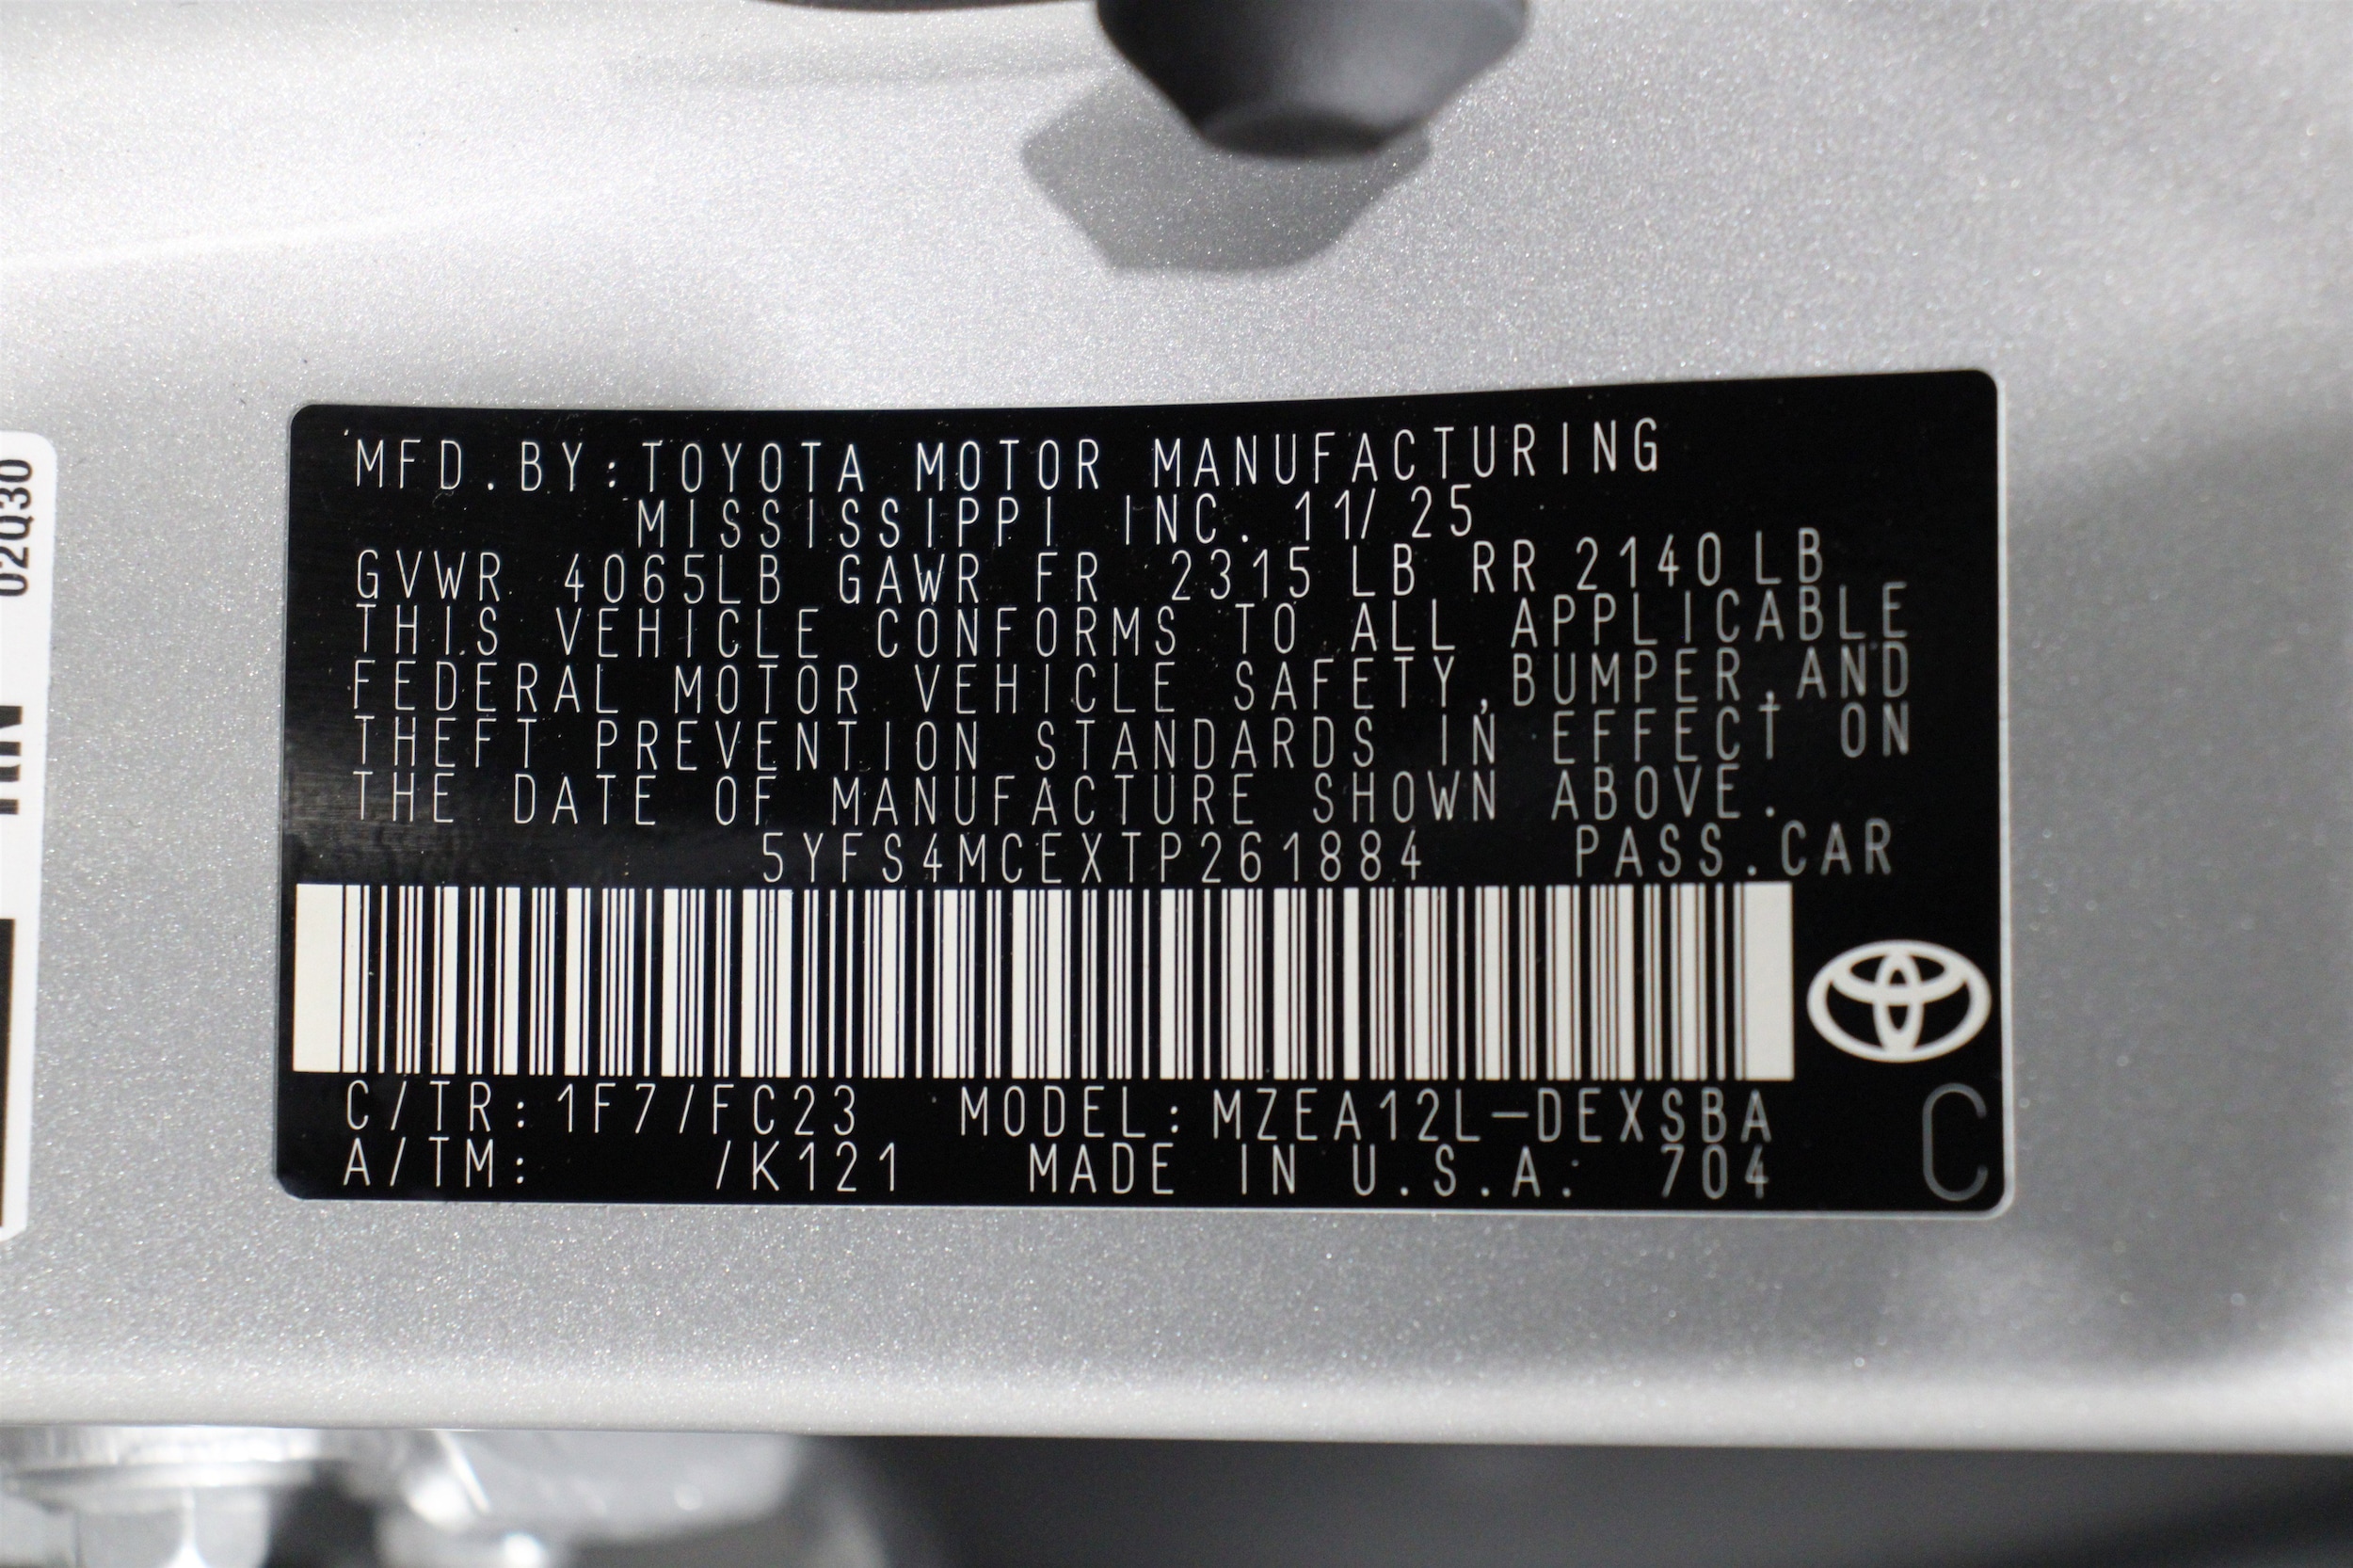 MFD.BY:TOYOTA MOTOR MANUFACTURING
MISSISSIPPI INC. 11/25
GVWR 4065LB GAWR FR 2315 LB RR 2140LB
THIS VEHICLE CONFORMS TO ALL APPLICABLE
FEDERAL MOTOR VEHICLE SAFETY,BUMPER,AND
THEFT PREVENTION STANDARDS IN EFFECT ON
THE DATE OF MANUFACTURE SHOWN ABOVE.
5YFS4MCEXTP261884 PASS.CAR
C/TR:1F7/FC23 MODEL:MZEA12L-DEXSBA
A/TM: /K121 MADE IN U.S.A. 704
C
02Q30